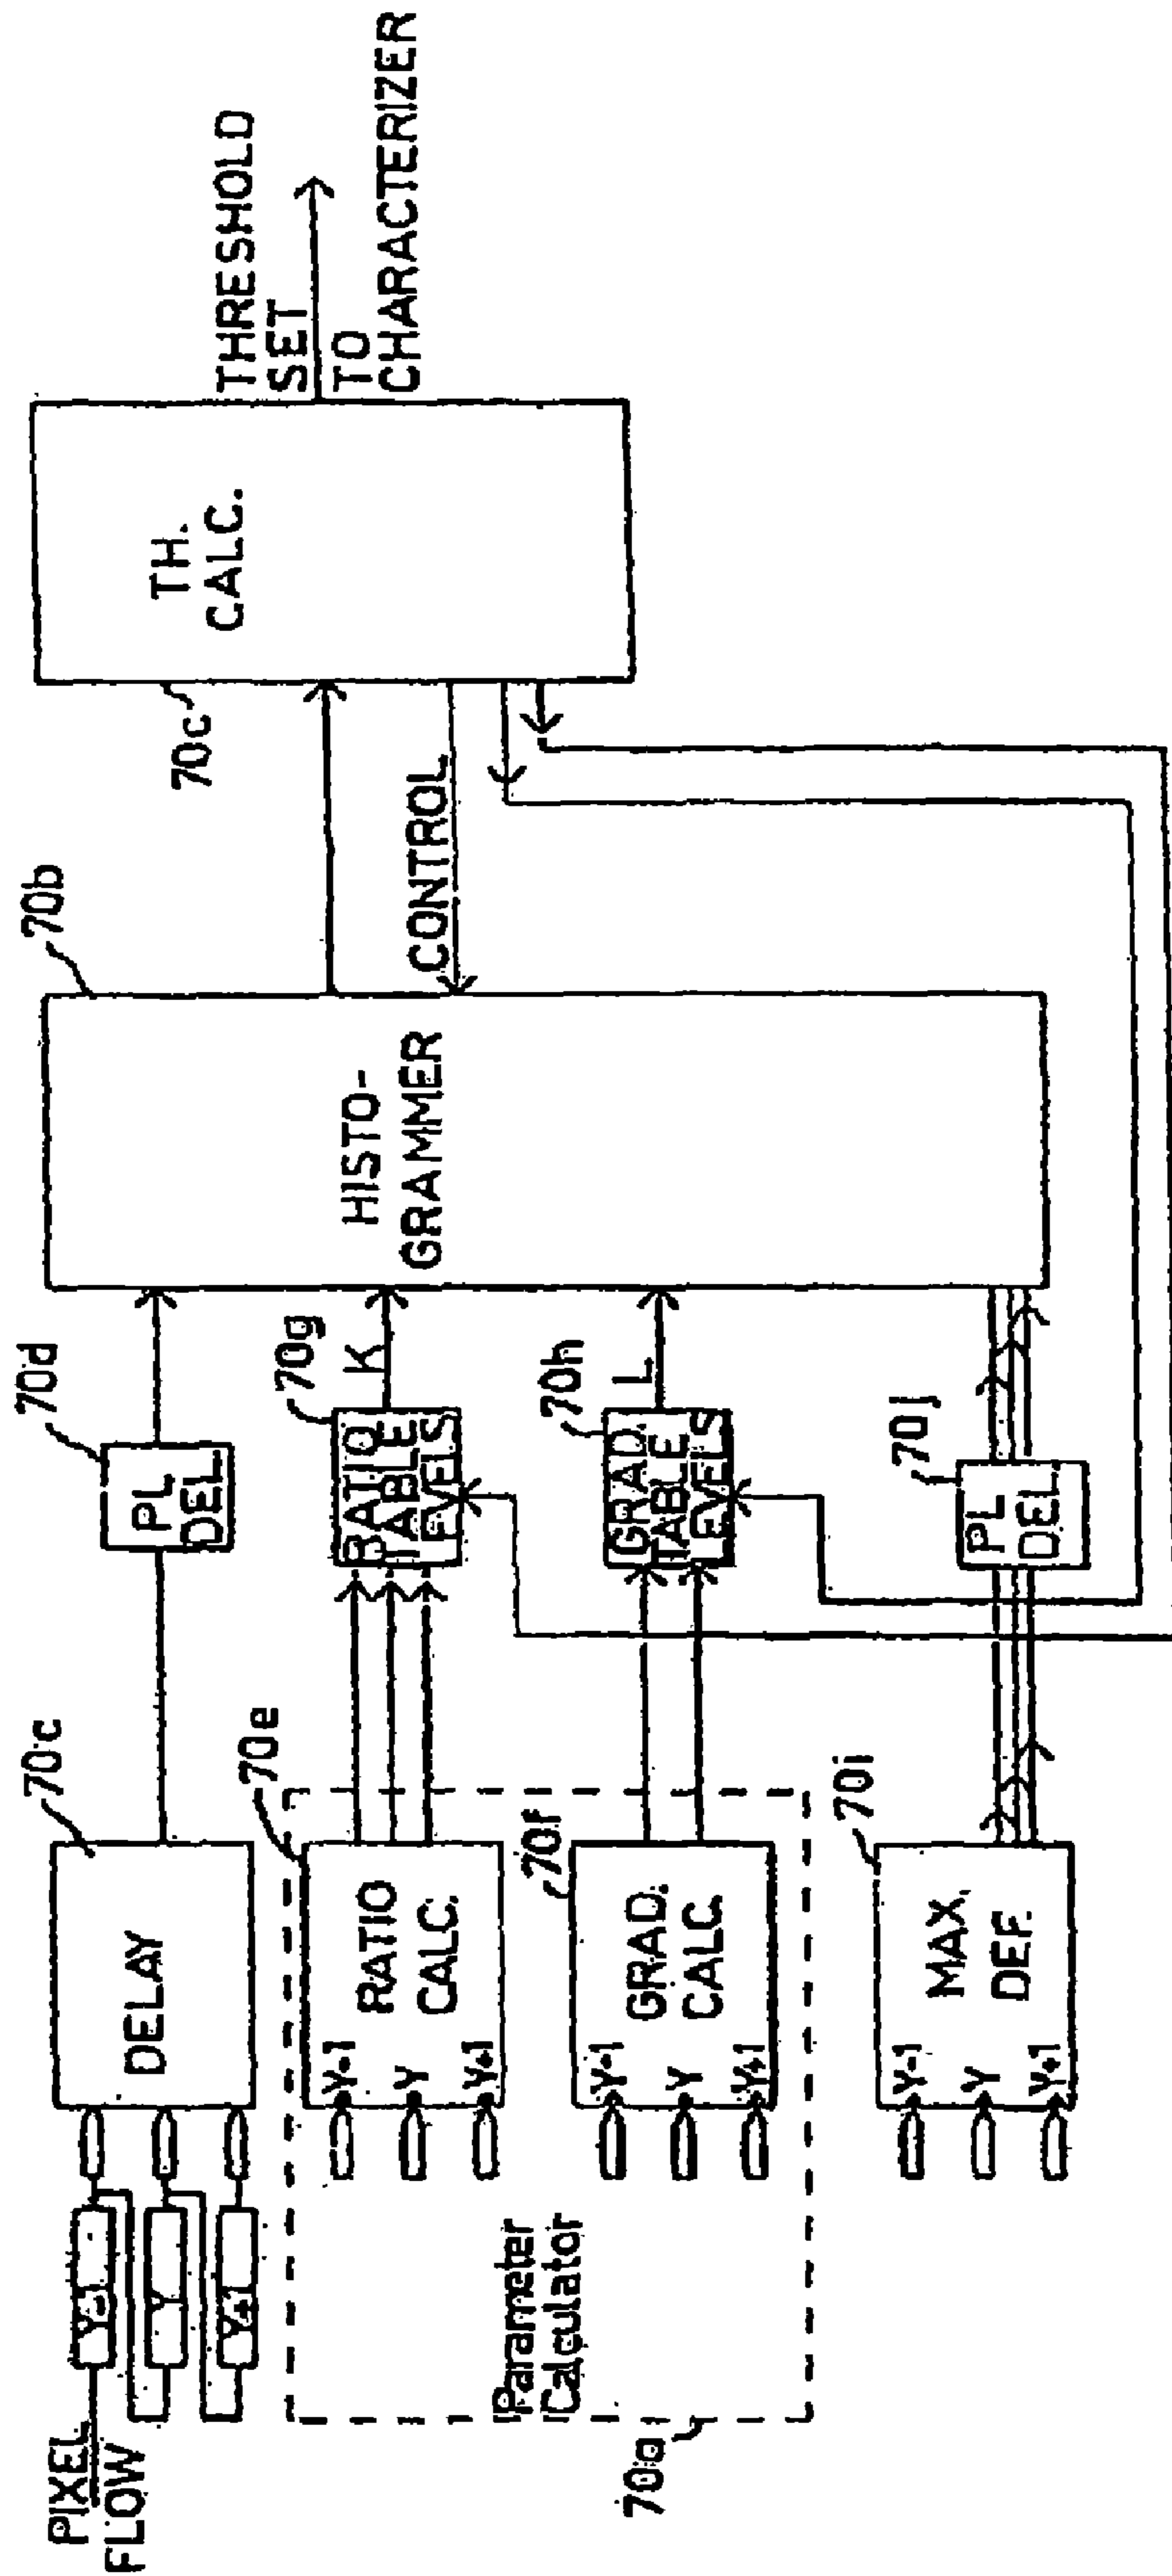 PIXEL
FLOW
Y-1
Y
Y+1
DELAY
70c
PL
DEL
70d
Parameter
Calculator
70a
Y-1
Y
Y+1
RATIO
CALC.
70e
RATIO
TABLE
LEVELS
70g
K
Y-1
Y
Y+1
GRAD.
CALC.
70f
GRAD.
TABLE
LEVELS
70h
L
Y-1
Y
Y+1
MAX.
DEF.
70i
PL
DEL
70j
HISTO-
GRAMMER
70b
CONTROL
TH.
CALC.
70c
THRESHOLD
SET
TO
CHARACTERIZER